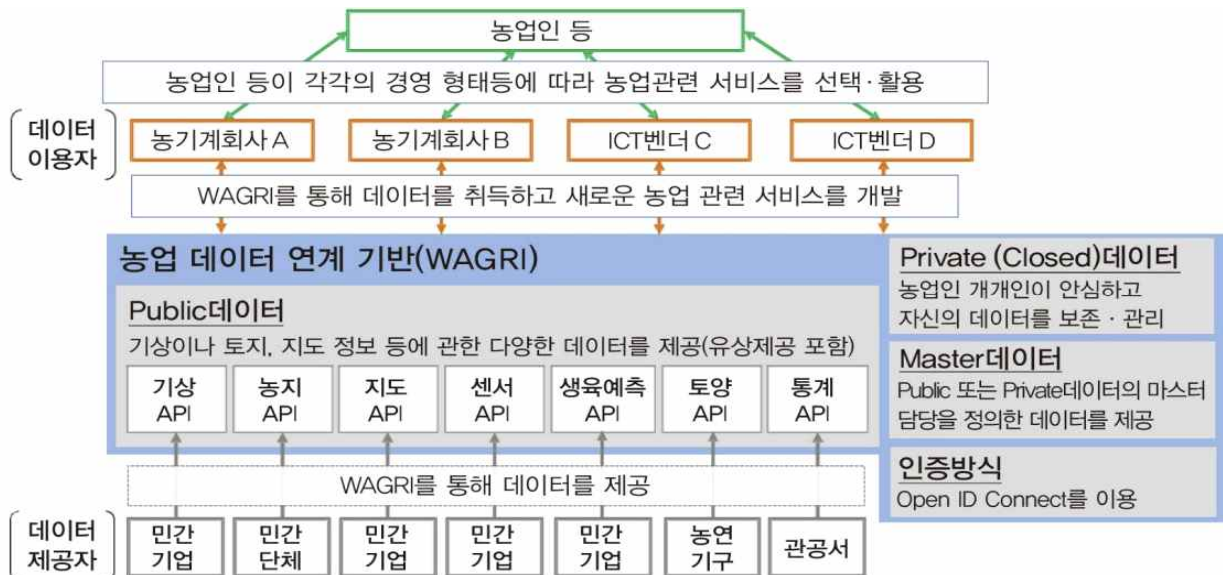 농업인 등
농업인 등이 각각의 경영 형태등에 따라 농업관련 서비스를 선택·활용
데이터
이용자
농기계회사 A
농기계회사 B
ICT벤더 C
ICT벤더 D
WAGRI를 통해 데이터를 취득하고 새로운 농업 관련 서비스를 개발
농업 데이터 연계 기반(WAGRI)
Public데이터
기상이나 토지, 지도 정보 등에 관한 다양한 데이터를 제공(유상제공 포함)
기상
API
농지
API
지도
API
센서
API
생육예측
API
토양
API
통계
API
Private (Closed)데이터
농업인 개개인이 안심하고
자신의 데이터를 보존 · 관리
Master데이터
Public 또는 Private데이터의 마스터
담당을 정의한 데이터를 제공
인증방식
Open ID Connect를 이용
WAGRI를 통해 데이터를 제공
데이터
제공자
민간
기업
민간
단체
민간
기업
민간
기업
민간
기업
농연
기구
관공서